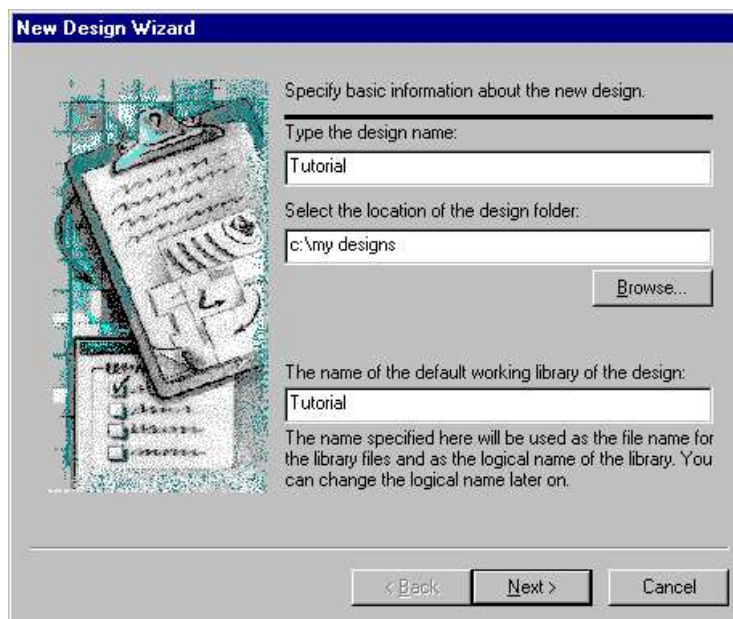 New Design Wizard
Specify basic information about the new design.
Type the design name:
Tutorial
Select the location of the design folder:
c:\my designs
Browse...
The name of the default working library of the design:
Tutorial
The name specified here will be used as the file name for
the library files and as the logical name of the library. You
can change the logical name later on.
< Back
Next >
Cancel